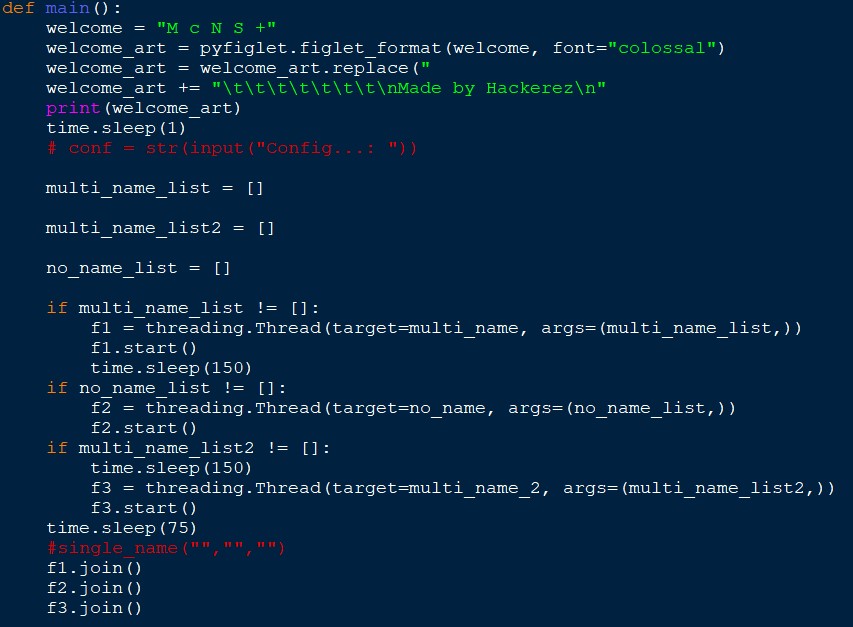 def main():
    welcome = "M c N S +"
    welcome_art = pyfiglet.figlet_format(welcome, font="colossal")
    welcome_art = welcome_art.replace("
    welcome_art += "\t\t\t\t\t\t\t\nMade by Hackerez\n"
    print(welcome_art)
    time.sleep(1)
    # conf = str(input("Config...: "))
    multi_name_list = []
    multi_name_list2 = []
    no_name_list = []
    if multi_name_list != []:
        f1 = threading.Thread(target=multi_name, args=(multi_name_list,))
        f1.start()
        time.sleep(150)
    if no_name_list != []:
        f2 = threading.Thread(target=no_name, args=(no_name_list,))
        f2.start()
    if multi_name_list2 != []:
        time.sleep(150)
        f3 = threading.Thread(target=multi_name_2, args=(multi_name_list2,))
        f3.start()
    time.sleep(75)
    #single_name("","","")
    f1.join()
    f2.join()
    f3.join()